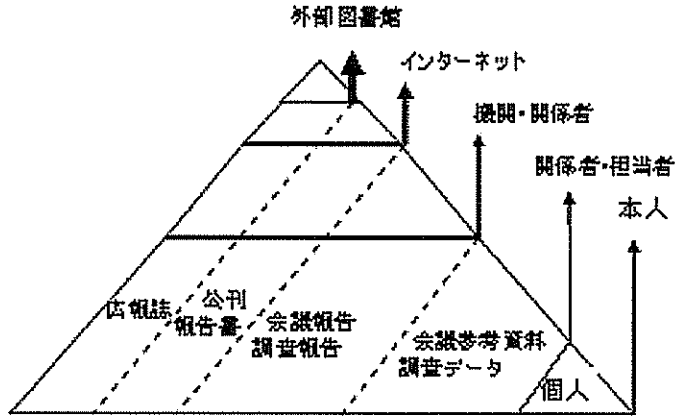 外部図書館
インターネット
機関・関係者
関係者・担当者
本人
広報誌
公刊
報告書
会議報告
調査報告
会議参考資料
調査データ
個人